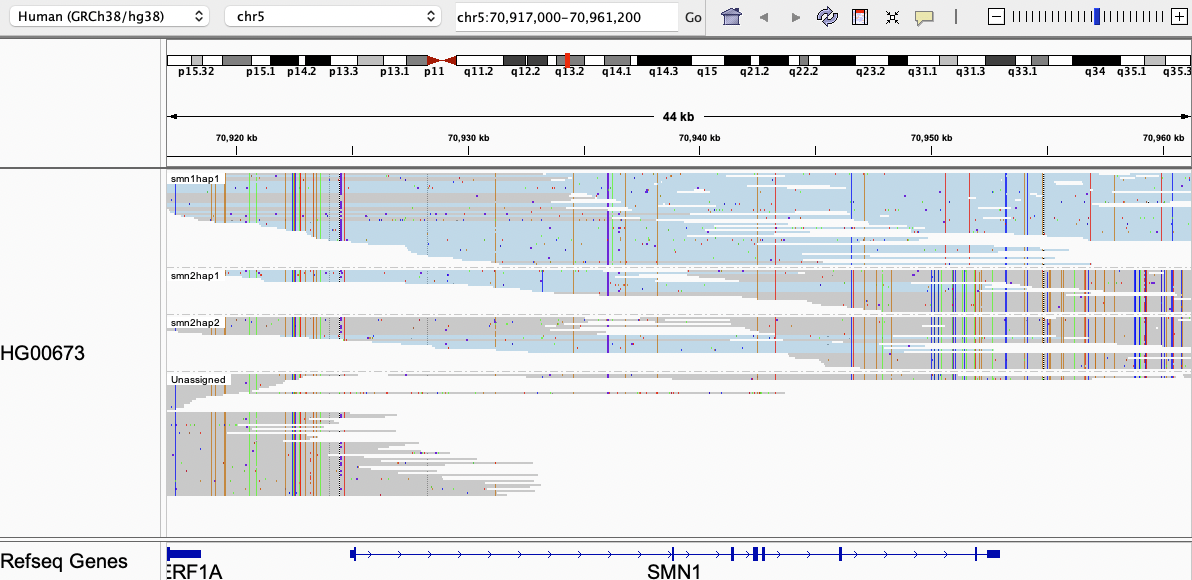 Human (GRCh38/hg38) chr5 chr5:70,917,000-70,961,200 Go
p15.32 p15.1 p14.2 p13.3 p13.1 p11 q11.2 q12.2 q13.2 q14.1 q14.3 q15 q21.2 q22.2 q23.2 q31.1 q31.3 q33.1 q34 q35.1 q35.3
44 kb
70,920 kb 70,930 kb 70,940 kb 70,950 kb 70,960 kb
smn1hap1
smn2hap1
smn2hap2
HG00673
Unassigned
Refseq Genes
ERF1A SMN1